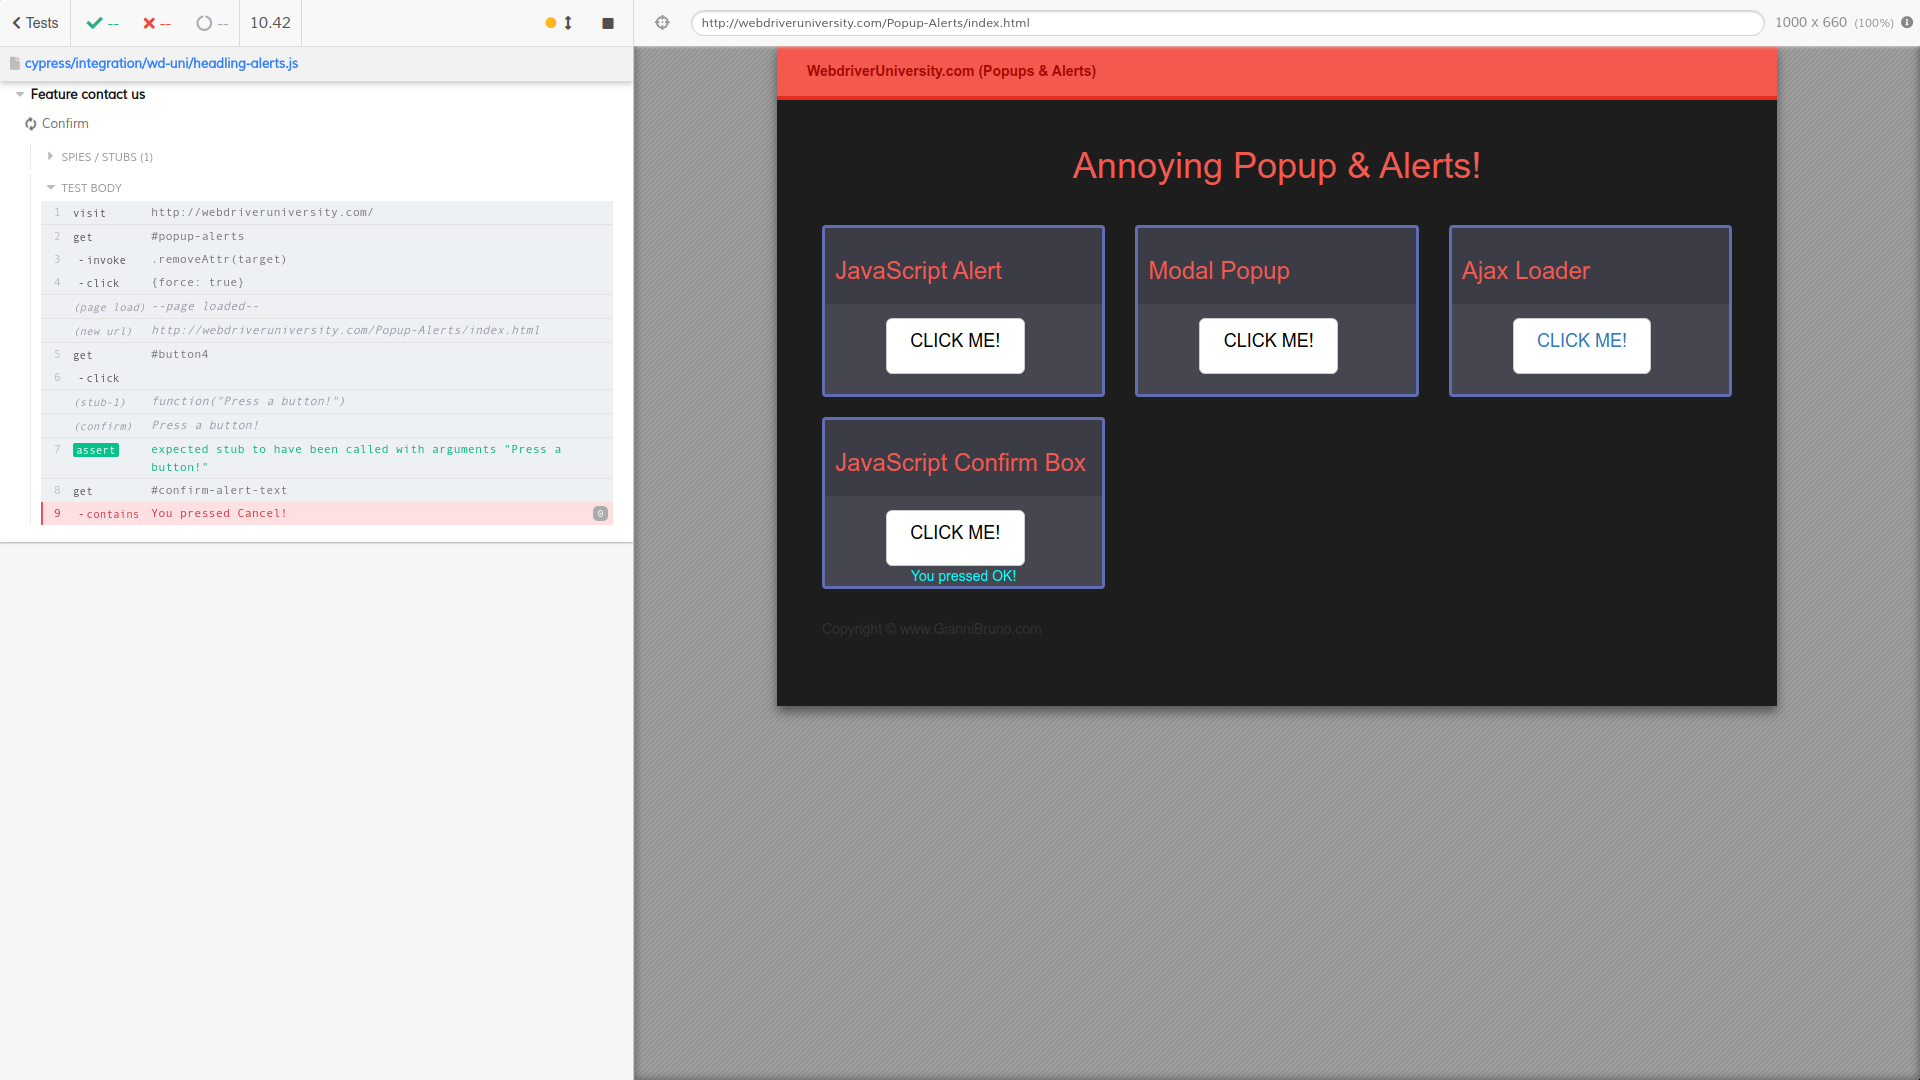 Tests
--
--
--
10.42
http://webdriveruniversity.com/Popup-Alerts/index.html
1000 x 660 (100%)
cypress/integration/wd-uni/headling-alerts.js
Feature contact us
Confirm
SPIES / STUBS (1)
TEST BODY
1 visit http://webdriveruniversity.com/
2 get #popup-alerts
3 -invoke .removeAttr(target)
4 -click {force: true}
(page load) --page loaded--
(new url) http://webdriveruniversity.com/Popup-Alerts/index.html
5 get #button4
6 -click
(stub-1) function("Press a button!")
(confirm) Press a button!
7 assert expected stub to have been called with arguments "Press a
button!"
8 get #confirm-alert-text
9 -contains You pressed Cancel! 0
WebdriverUniversity.com (Popups & Alerts)
Annoying Popup & Alerts!
JavaScript Alert
CLICK ME!
Modal Popup
CLICK ME!
Ajax Loader
CLICK ME!
JavaScript Confirm Box
CLICK ME!
You pressed OK!
Copyright © www.GianniBruno.com